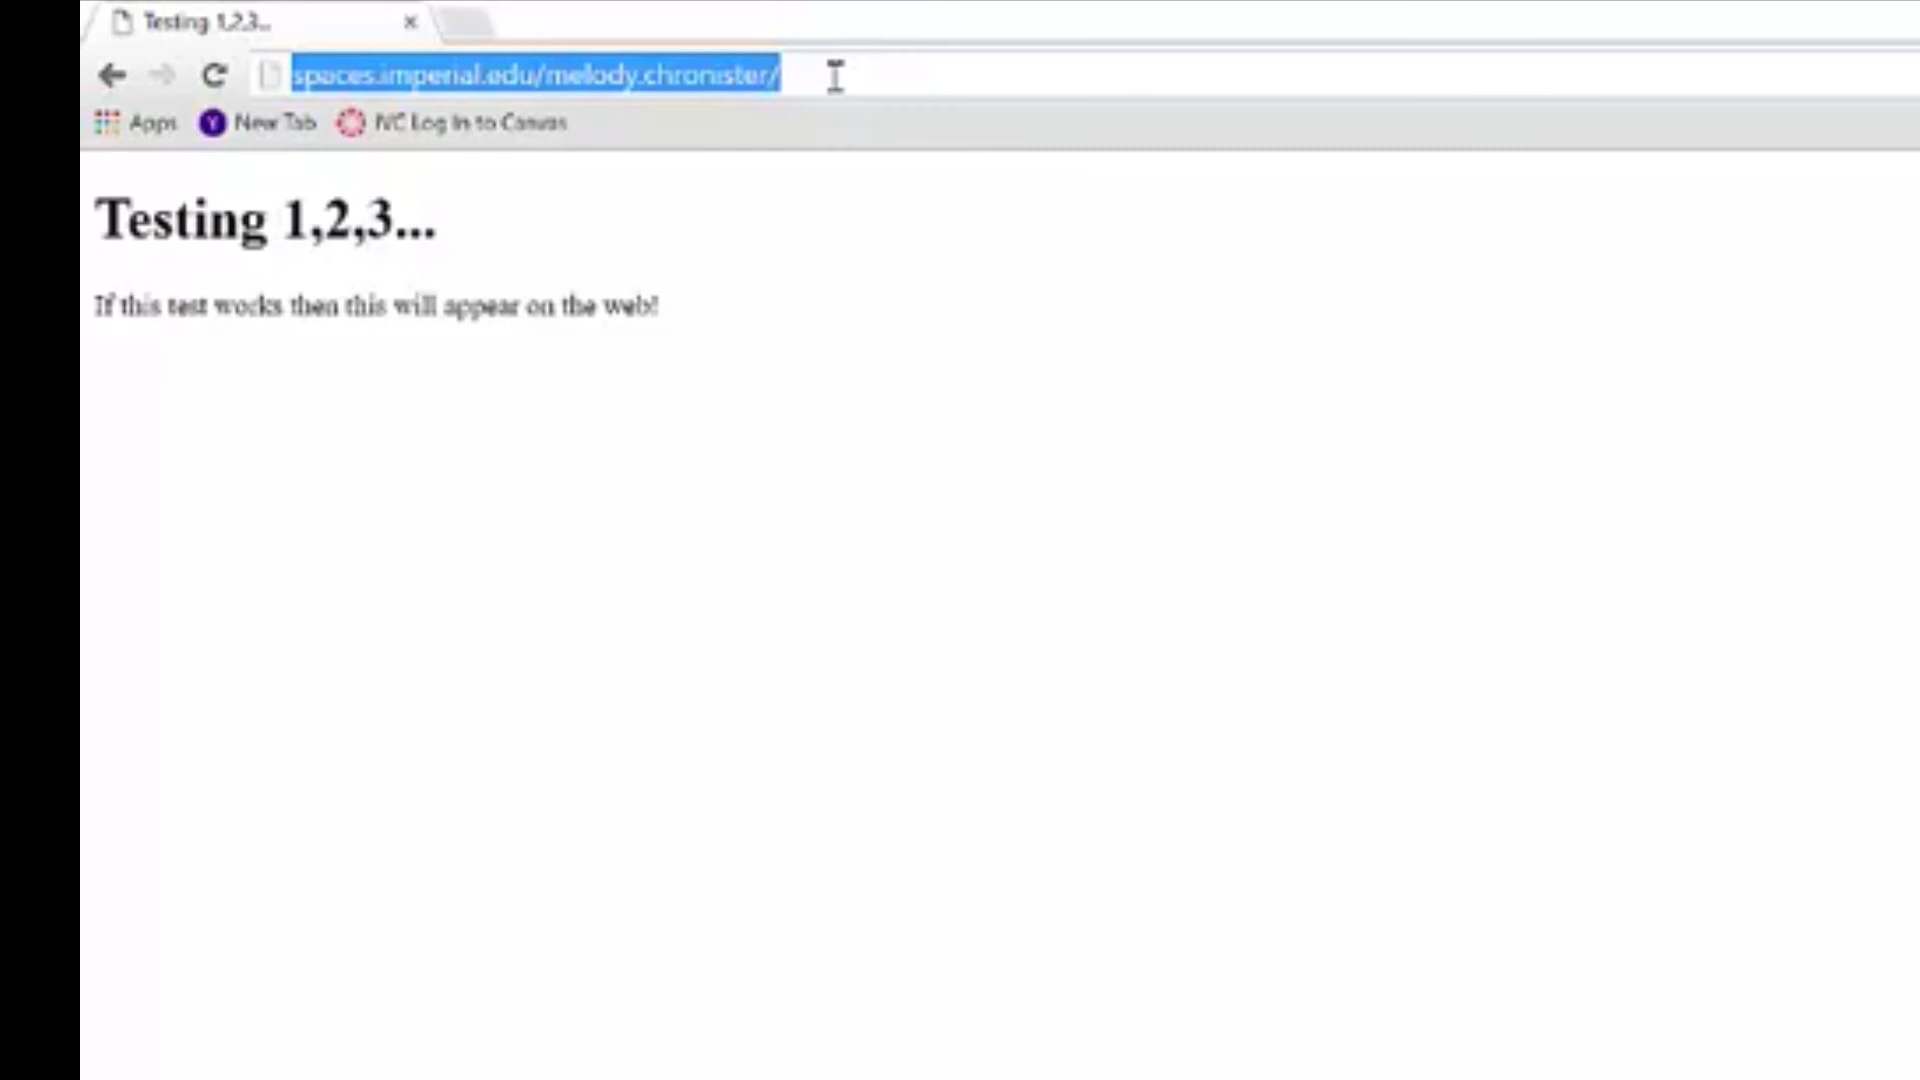 Testing 1,2,3...
spaces.imperial.edu/melody.chronister/
Apps New Tab IVC Log In to Canvas
Testing 1,2,3...
If this test works then this will appear on the web!